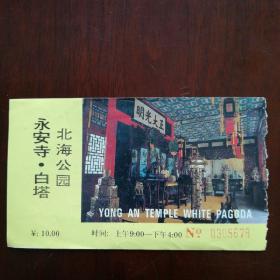 北海公园
永安寺·白塔
正大光明
YONG AN TEMPLE WHITE PAGODA
¥: 10.00
时间: 上午9:00—下午4:00
№ 0305678